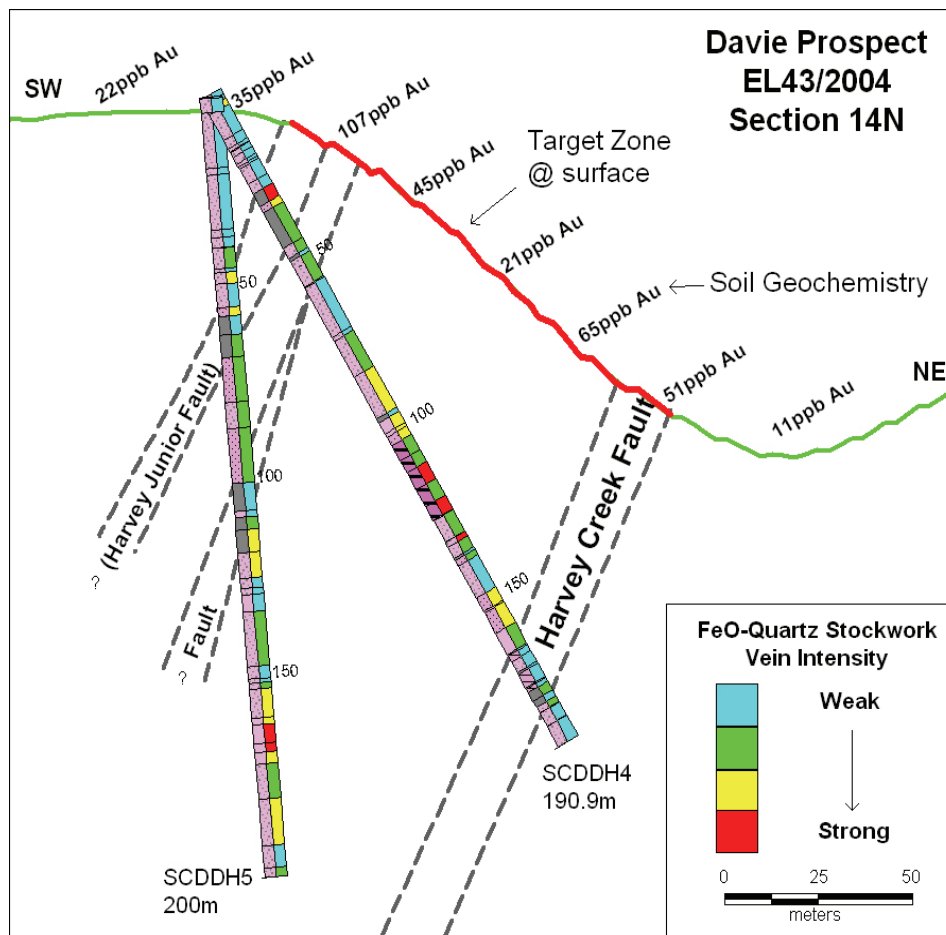 Davie Prospect
EL43/2004
Section 14N
SW
22ppb Au
35ppb Au
107ppb Au
45ppb Au
21ppb Au
65ppb Au
51ppb Au
11ppb Au
NE
Target Zone
@ surface
Soil Geochemistry
50
50
100
100
150
150
(Harvey Junior Fault)
?
Fault
?
Harvey Creek Fault
SCDDH4
190.9m
SCDDH5
200m
FeO-Quartz Stockwork
Vein Intensity
Weak
Strong
0 25 50
meters